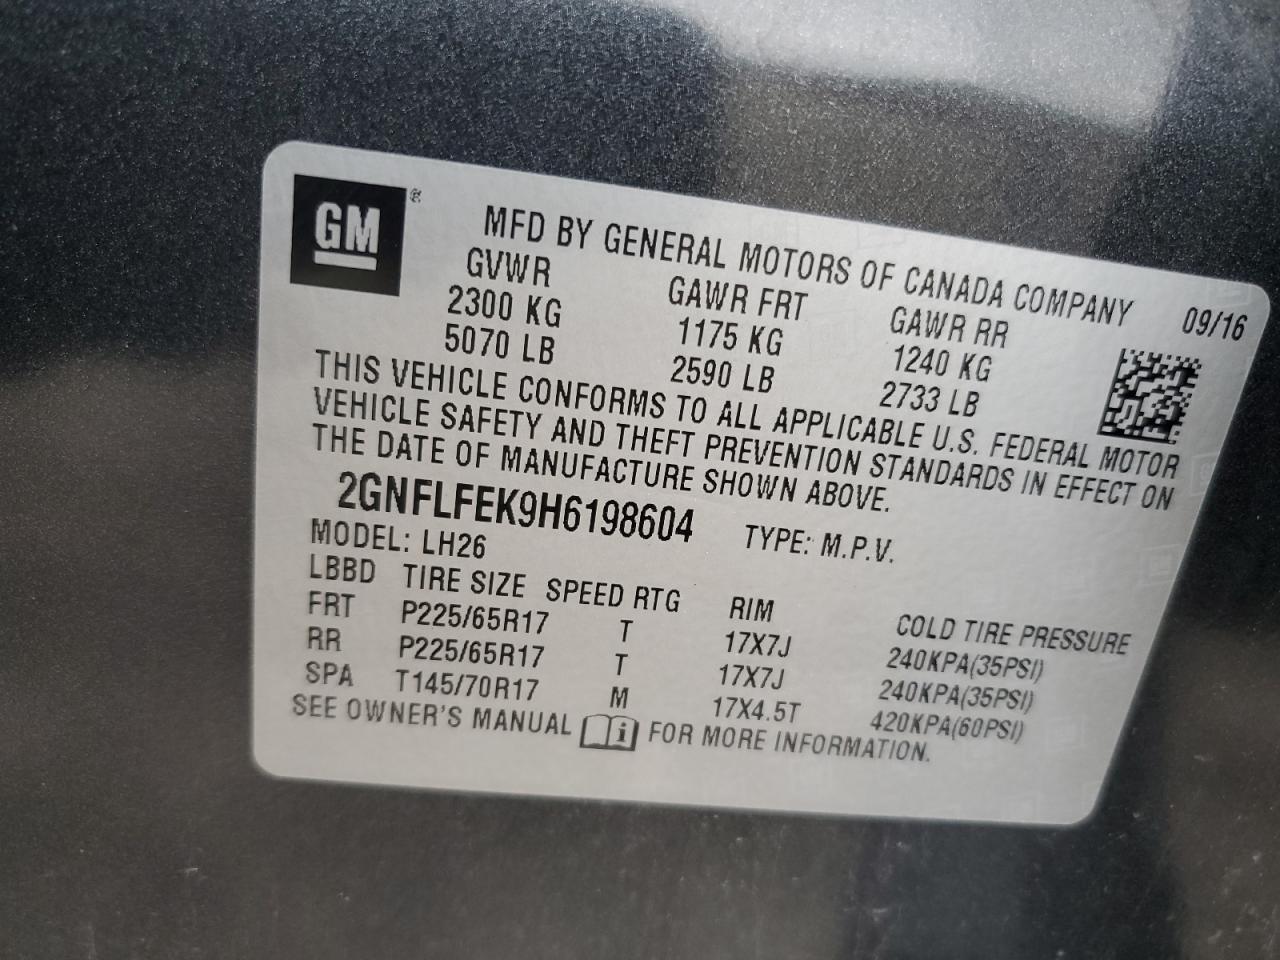 GM ®
MFD BY GENERAL MOTORS OF CANADA COMPANY 09/16
GVWR GAWR FRT GAWR RR
2300 KG 1175 KG 1240 KG
5070 LB 2590 LB 2733 LB
THIS VEHICLE CONFORMS TO ALL APPLICABLE U.S. FEDERAL MOTOR
VEHICLE SAFETY AND THEFT PREVENTION STANDARDS IN EFFECT ON
THE DATE OF MANUFACTURE SHOWN ABOVE.
2GNFLFEK9H6198604 TYPE: M.P.V.
MODEL: LH26
LBBD TIRE SIZE SPEED RTG RIM COLD TIRE PRESSURE
FRT P225/65R17 T 17X7J 240KPA(35PSI)
RR P225/65R17 T 17X7J 240KPA(35PSI)
SPA T145/70R17 M 17X4.5T 420KPA(60PSI)
SEE OWNER'S MANUAL i FOR MORE INFORMATION.